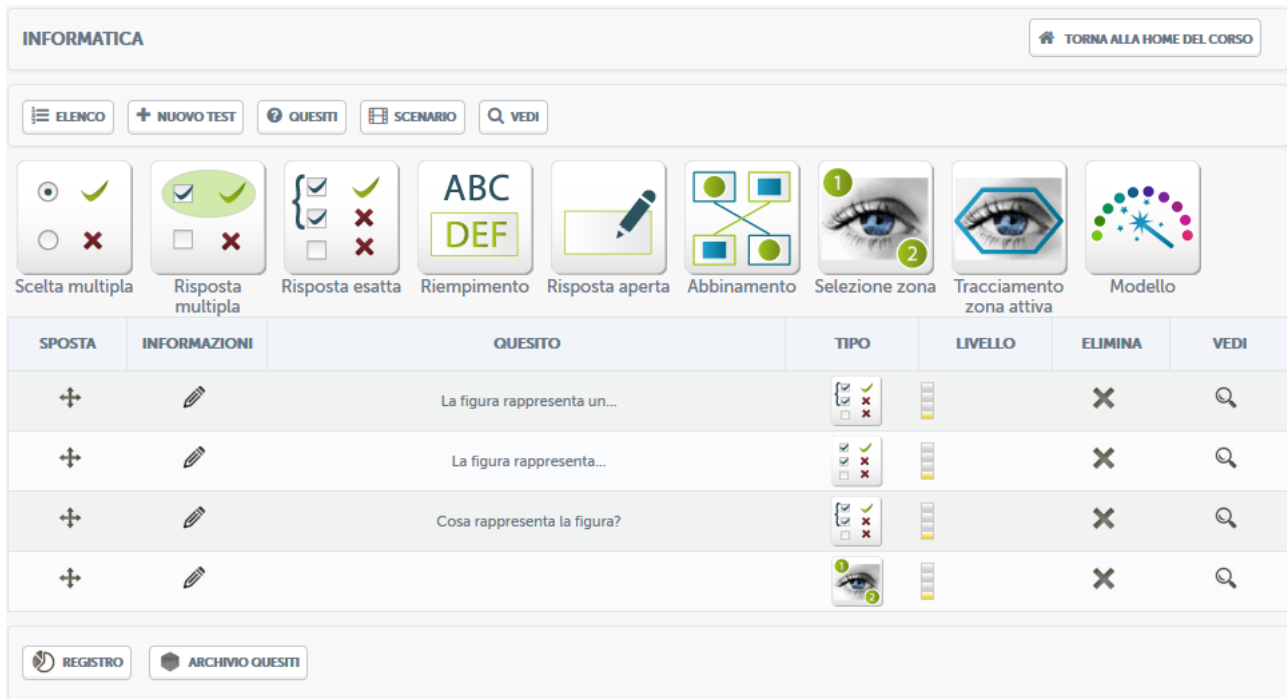 INFORMATICA
TORNA ALLA HOME DEL CORSO
ELENCO
NUOVO TEST
QUESITI
SCENARIO
VEDI
ABC
DEF
1
2
Scelta multipla
Risposta multipla
Risposta esatta
Riempimento
Risposta aperta
Abbinamento
Selezione zona
Tracciamento zona attiva
Modello
SPOSTA INFORMAZIONI QUESITO TIPO LIVELLO ELIMINA VEDI
La figura rappresenta un...
La figura rappresenta...
Cosa rappresenta la figura?
1
2
REGISTRO
ARCHIVIO QUESITI